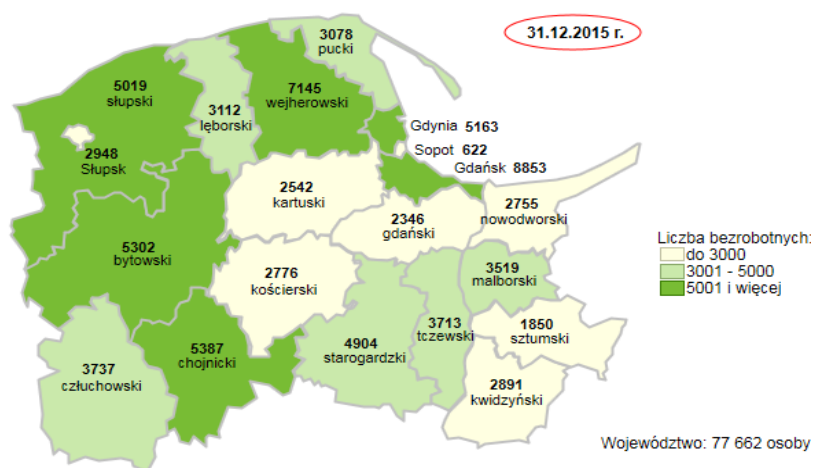 3078
pucki
31.12.2015 r.
5019
słupski
7145
wejherowski
3112
lęborski
Gdynia 5163
Sopot 622
Gdańsk 8853
2948
Słupsk
2542
kartuski
2755
nowodworski
2346
gdański
5302
bytowski
2776
kościerski
3519
malborski
Liczba bezrobotnych:
do 3000
3001 - 5000
5001 i więcej
1850
sztumski
3713
tczewski
4904
starogardzki
5387
chojnicki
3737
człuchowski
2891
kwidzyński
Województwo: 77 662 osoby